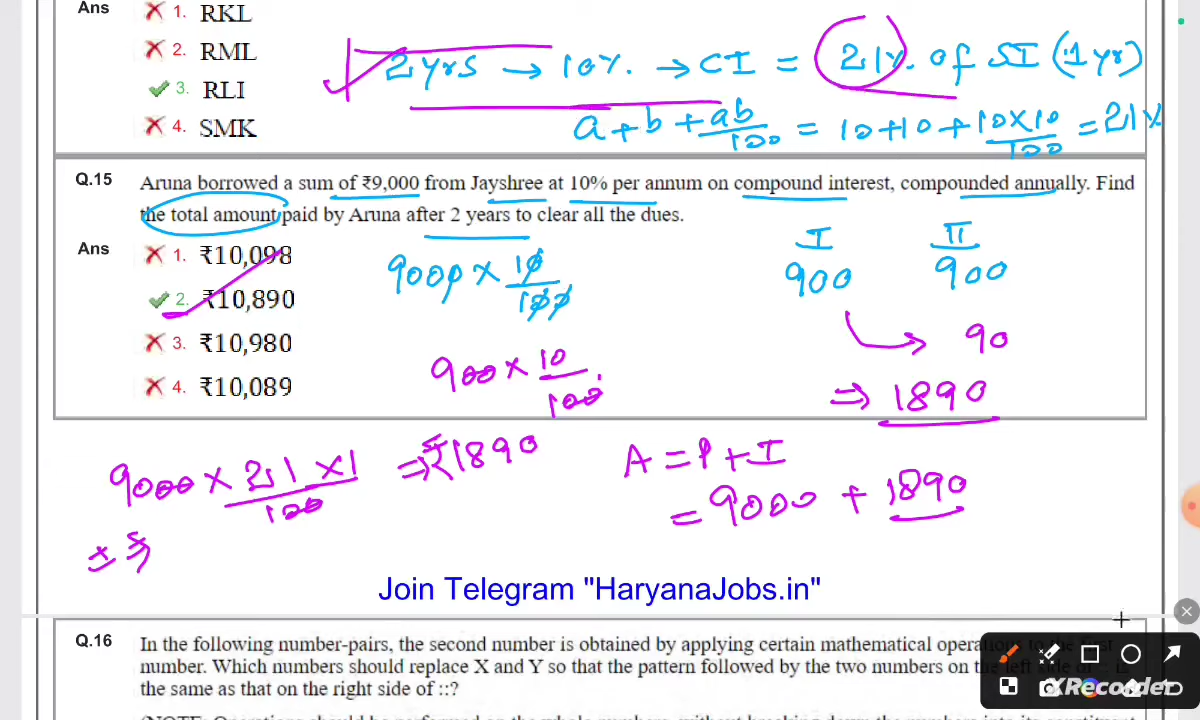 Ans
1. RKL
2. RML
3. RLI
4. SMK
2 yrs → 10%. → CI = 21%. of SI (1 yr)
a + b + ab/100 = 10 + 10 + 10×10/100 = 21%
Q.15 Aruna borrowed a sum of ₹9,000 from Jayshree at 10% per annum on compound interest, compounded annually. Find
the total amount paid by Aruna after 2 years to clear all the dues.
Ans
1. ₹10,098
2. ₹10,890
3. ₹10,980
4. ₹10,089
9000 × 10/100
I II
900 900
90
⇒ 1890
900 × 10/100
9000 × 21 × 1/100 ⇒ ₹1890
A = P + I
= 9000 + 1890
Join Telegram "HaryanaJobs.in"
Q.16 In the following number-pairs, the second number is obtained by applying certain mathematical operations to the first
number. Which numbers should replace X and Y so that the pattern followed by the two numbers on the left side of :: is
the same as that on the right side of ::?
XRecorder